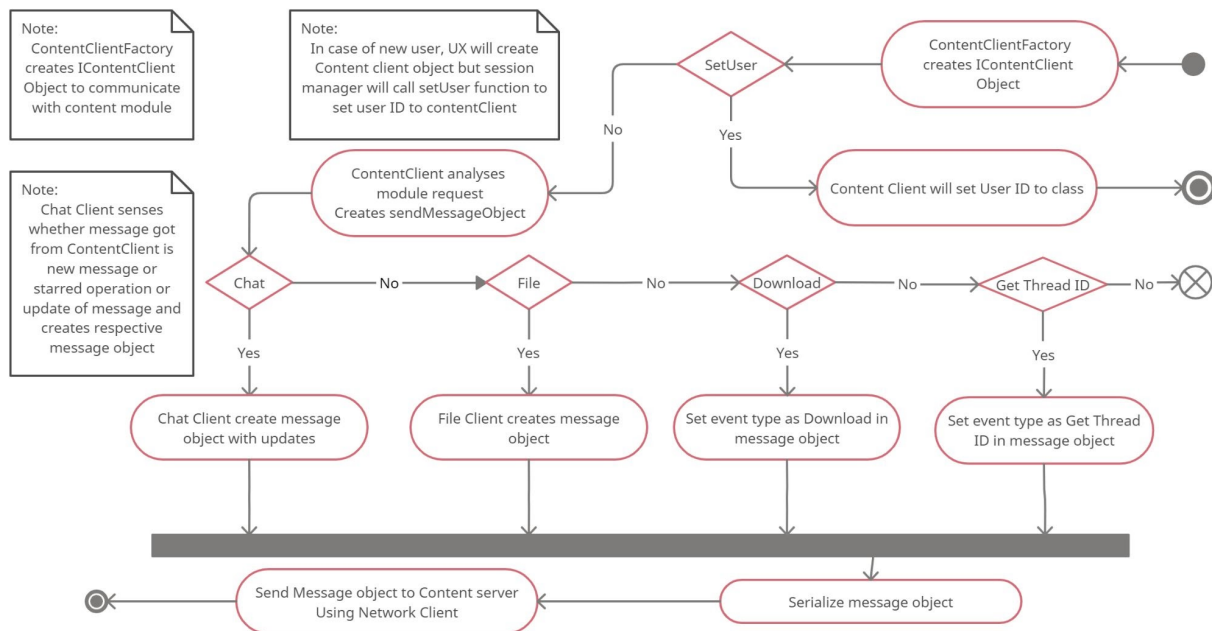 Note:
ContentClientFactory
creates IContentClient
Object to communicate
with content module
Note:
In case of new user, UX will create
Content client object but session
manager will call setUser function to
set user ID to contentClient
SetUser
ContentClientFactory
creates IContentClient
Object
No
Yes
Note:
Chat Client senses
whether message got
from ContentClient is
new message or
starred operation or
update of message and
creates respective
message object
ContentClient analyses
module request
Creates sendMessageObject
Content Client will set User ID to class
Chat
No
File
No
Download
No
Get Thread ID
No
Yes
Yes
Yes
Yes
Chat Client create message
object with updates
File Client creates message
object
Set event type as Download in
message object
Set event type as Get Thread
ID in message object
Send Message object to Content server
Using Network Client
Serialize message object